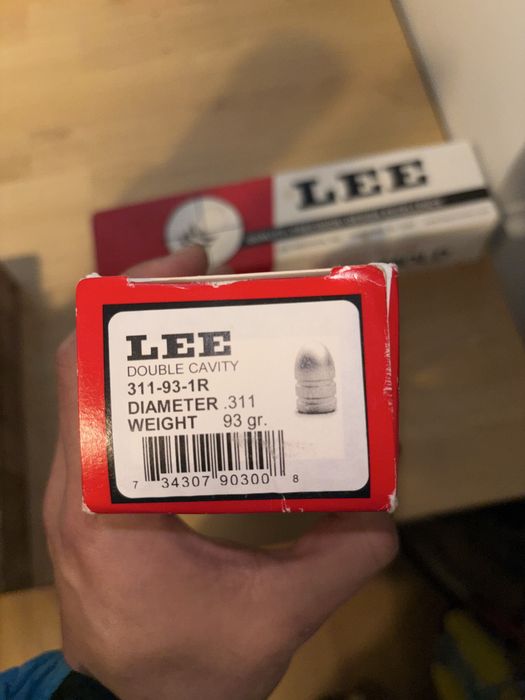 LEE
LEE
DOUBLE CAVITY
311-93-1R
DIAMETER .311
WEIGHT 93 gr.
7 34307 90300 8